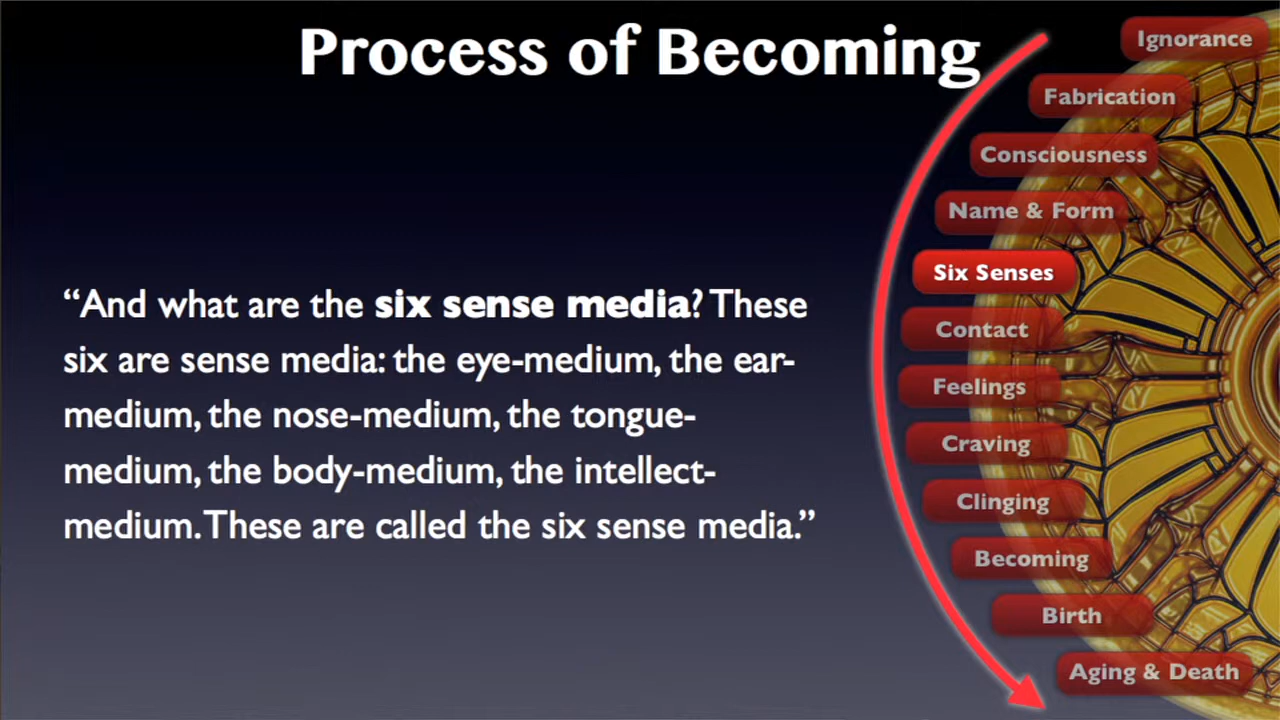 Process of Becoming
“And what are the six sense media? These
six are sense media: the eye-medium, the ear-
medium, the nose-medium, the tongue-
medium, the body-medium, the intellect-
medium. These are called the six sense media.”
Ignorance
Fabrication
Consciousness
Name & Form
Six Senses
Contact
Feelings
Craving
Clinging
Becoming
Birth
Aging & Death